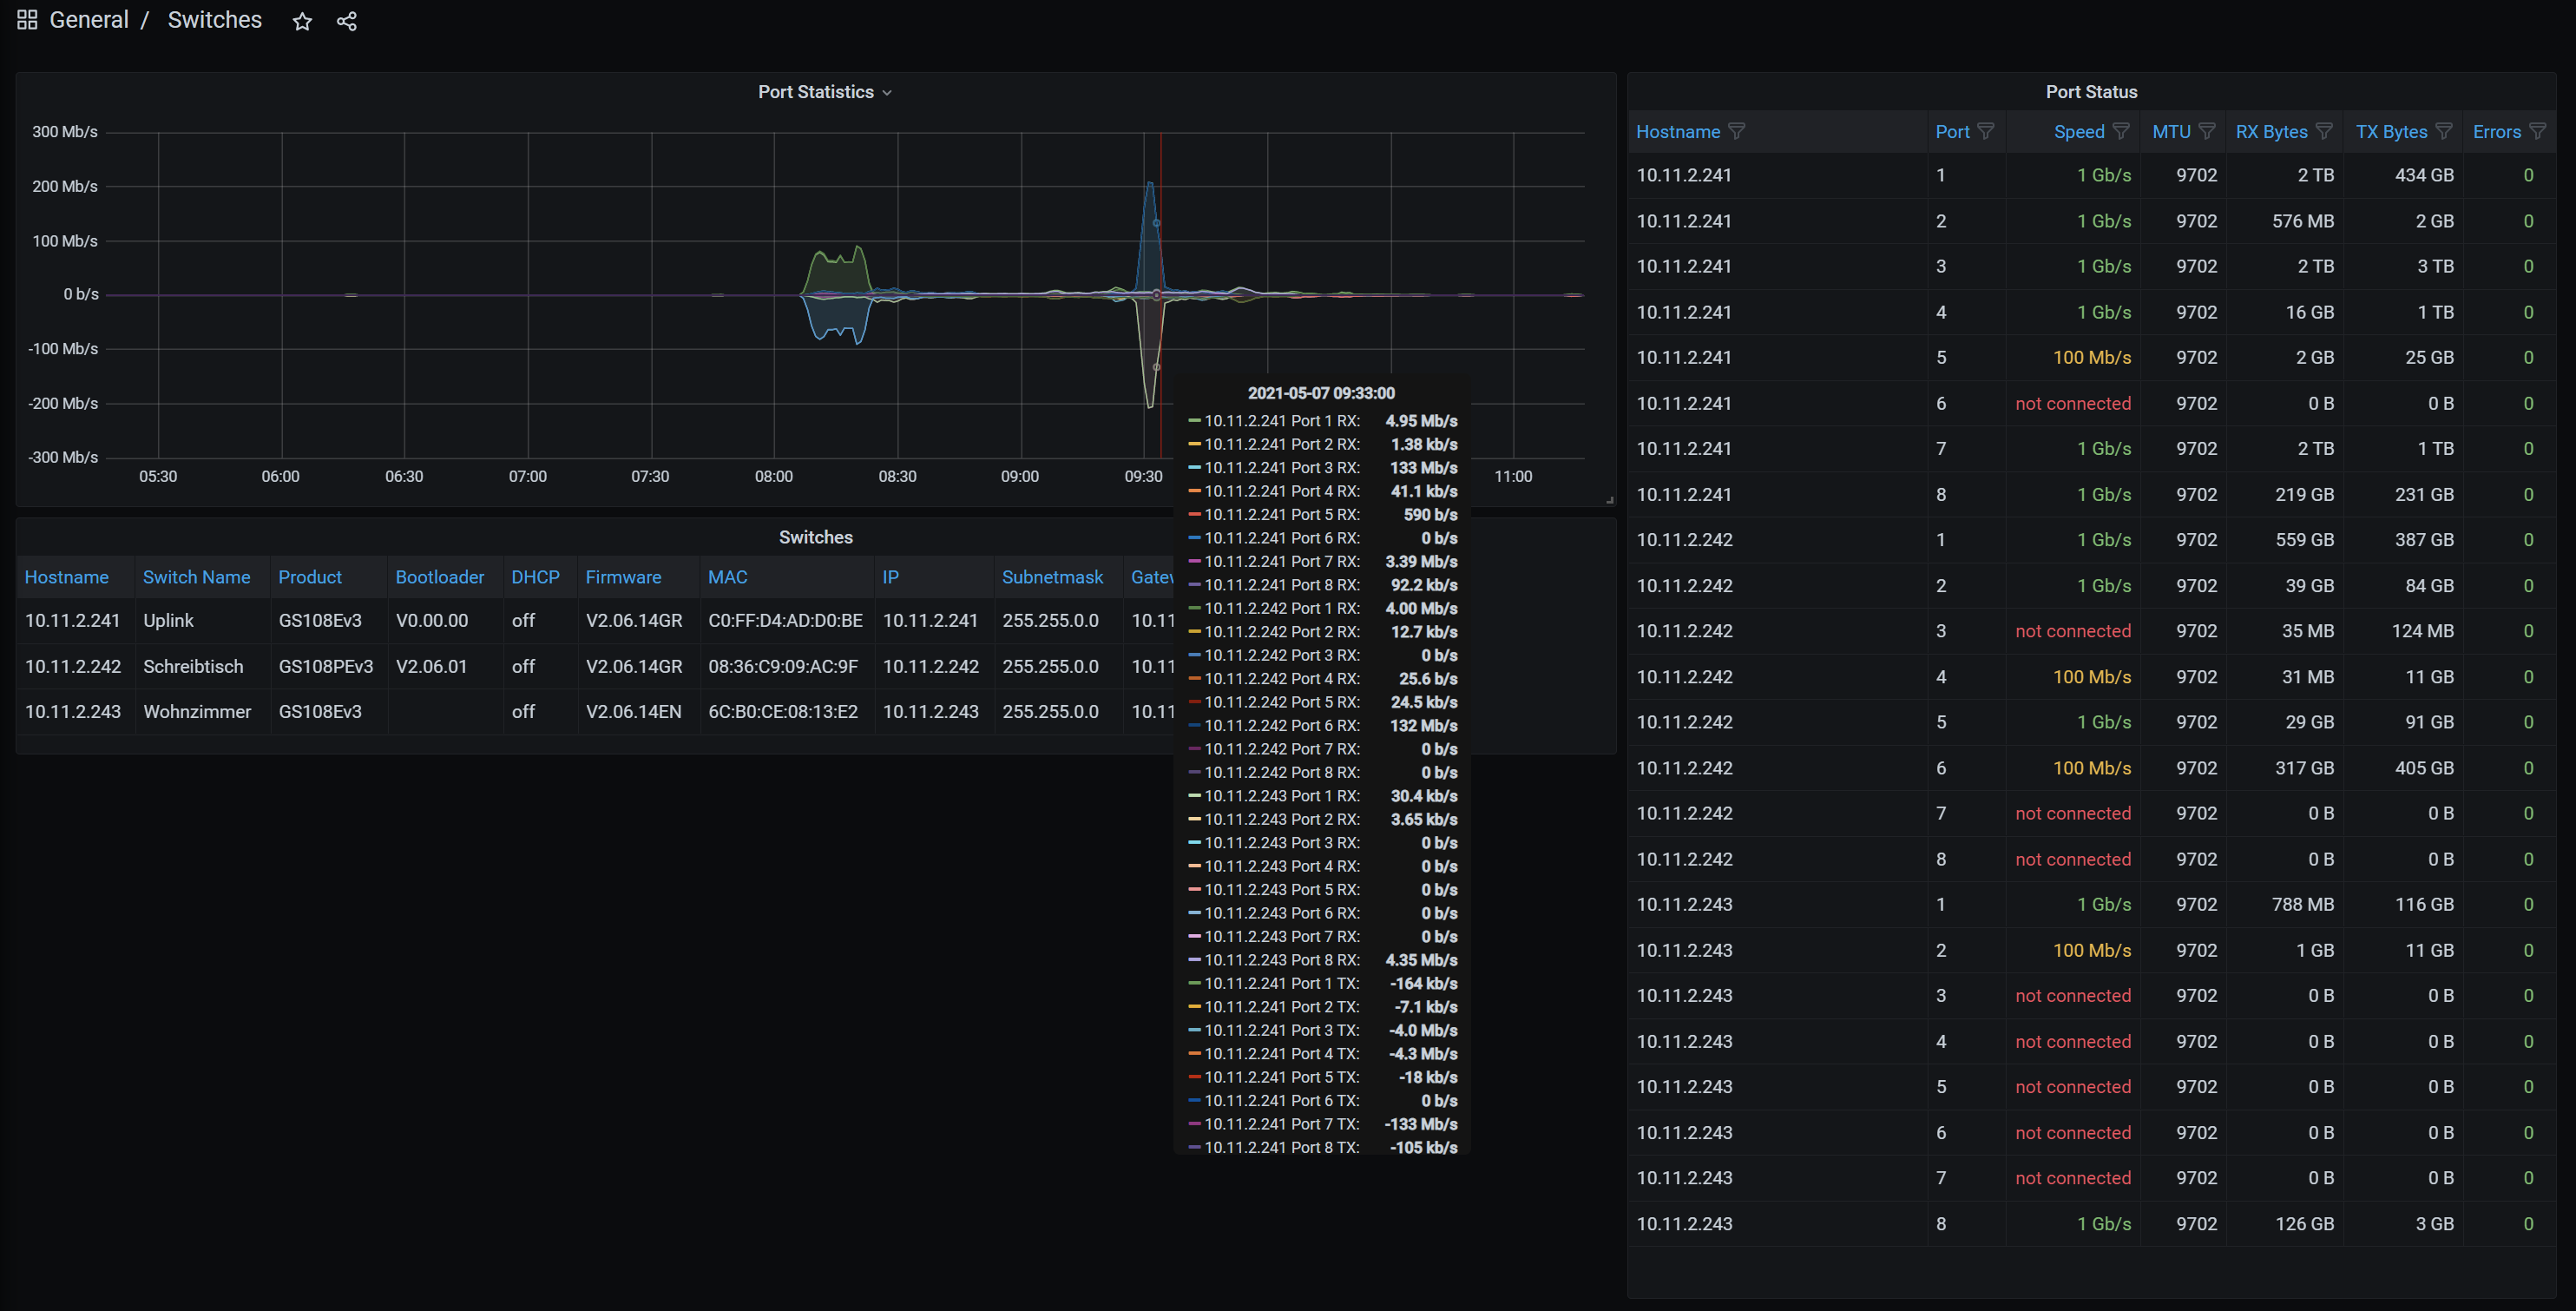 General / Switches
Port Statistics
300 Mb/s
200 Mb/s
100 Mb/s
0 b/s
-100 Mb/s
-200 Mb/s
-300 Mb/s
05:30 06:00 06:30 07:00 07:30 08:00 08:30 09:00 09:30 11:00
2021-05-07 09:33:00
10.11.2.241 Port 1 RX: 4.95 Mb/s
10.11.2.241 Port 2 RX: 1.38 kb/s
10.11.2.241 Port 3 RX: 133 Mb/s
10.11.2.241 Port 4 RX: 41.1 kb/s
10.11.2.241 Port 5 RX: 590 b/s
10.11.2.241 Port 6 RX: 0 b/s
10.11.2.241 Port 7 RX: 3.39 Mb/s
10.11.2.241 Port 8 RX: 92.2 kb/s
10.11.2.242 Port 1 RX: 4.00 Mb/s
10.11.2.242 Port 2 RX: 12.7 kb/s
10.11.2.242 Port 3 RX: 0 b/s
10.11.2.242 Port 4 RX: 25.6 b/s
10.11.2.242 Port 5 RX: 24.5 kb/s
10.11.2.242 Port 6 RX: 132 Mb/s
10.11.2.242 Port 7 RX: 0 b/s
10.11.2.242 Port 8 RX: 0 b/s
10.11.2.243 Port 1 RX: 30.4 kb/s
10.11.2.243 Port 2 RX: 3.65 kb/s
10.11.2.243 Port 3 RX: 0 b/s
10.11.2.243 Port 4 RX: 0 b/s
10.11.2.243 Port 5 RX: 0 b/s
10.11.2.243 Port 6 RX: 0 b/s
10.11.2.243 Port 7 RX: 0 b/s
10.11.2.243 Port 8 RX: 4.35 Mb/s
10.11.2.241 Port 1 TX: -164 kb/s
10.11.2.241 Port 2 TX: -7.1 kb/s
10.11.2.241 Port 3 TX: -4.0 Mb/s
10.11.2.241 Port 4 TX: -4.3 Mb/s
10.11.2.241 Port 5 TX: -18 kb/s
10.11.2.241 Port 6 TX: 0 b/s
10.11.2.241 Port 7 TX: -133 Mb/s
10.11.2.241 Port 8 TX: -105 kb/s
Switches
Hostname Switch Name Product Bootloader DHCP Firmware MAC IP Subnetmask
10.11.2.241 Uplink GS108Ev3 V0.00.00 off V2.06.14GR C0:FF:D4:AD:D0:BE 10.11.2.241 255.255.0.0 10.11
10.11.2.242 Schreibtisch GS108PEv3 V2.06.01 off V2.06.14GR 08:36:C9:09:AC:9F 10.11.2.242 255.255.0.0 10.11
10.11.2.243 Wohnzimmer GS108Ev3 off V2.06.14EN 6C:B0:CE:08:13:E2 10.11.2.243 255.255.0.0 10.11
Port Status
Hostname Port Speed MTU RX Bytes TX Bytes Errors
10.11.2.241 1 1 Gb/s 9702 2 TB 434 GB 0
10.11.2.241 2 1 Gb/s 9702 576 MB 2 GB 0
10.11.2.241 3 1 Gb/s 9702 2 TB 3 TB 0
10.11.2.241 4 1 Gb/s 9702 16 GB 1 TB 0
10.11.2.241 5 100 Mb/s 9702 2 GB 25 GB 0
10.11.2.241 6 not connected 9702 0 B 0 B 0
10.11.2.241 7 1 Gb/s 9702 2 TB 1 TB 0
10.11.2.241 8 1 Gb/s 9702 219 GB 231 GB 0
10.11.2.242 1 1 Gb/s 9702 559 GB 387 GB 0
10.11.2.242 2 1 Gb/s 9702 39 GB 84 GB 0
10.11.2.242 3 not connected 9702 35 MB 124 MB 0
10.11.2.242 4 100 Mb/s 9702 31 MB 11 GB 0
10.11.2.242 5 1 Gb/s 9702 29 GB 91 GB 0
10.11.2.242 6 100 Mb/s 9702 317 GB 405 GB 0
10.11.2.242 7 not connected 9702 0 B 0 B 0
10.11.2.242 8 not connected 9702 0 B 0 B 0
10.11.2.243 1 1 Gb/s 9702 788 MB 116 GB 0
10.11.2.243 2 100 Mb/s 9702 1 GB 11 GB 0
10.11.2.243 3 not connected 9702 0 B 0 B 0
10.11.2.243 4 not connected 9702 0 B 0 B 0
10.11.2.243 5 not connected 9702 0 B 0 B 0
10.11.2.243 6 not connected 9702 0 B 0 B 0
10.11.2.243 7 not connected 9702 0 B 0 B 0
10.11.2.243 8 1 Gb/s 9702 126 GB 3 GB 0